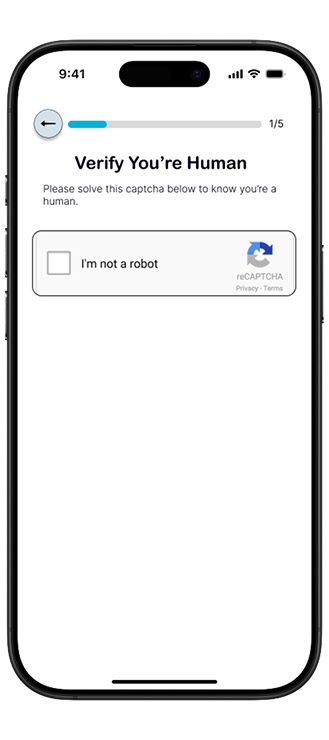 9:41
1/5
Verify You're Human
Please solve this captcha below to know you're a
human.
I'm not a robot
reCAPTCHA
Privacy - Terms